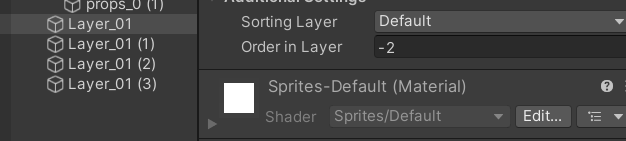 props_0 (1)
Layer_01
Layer_01 (1)
Layer_01 (2)
Layer_01 (3)
Additional Settings
Sorting Layer Default
Order in Layer -2
Sprites-Default (Material)
Shader Sprites/Default Edit...